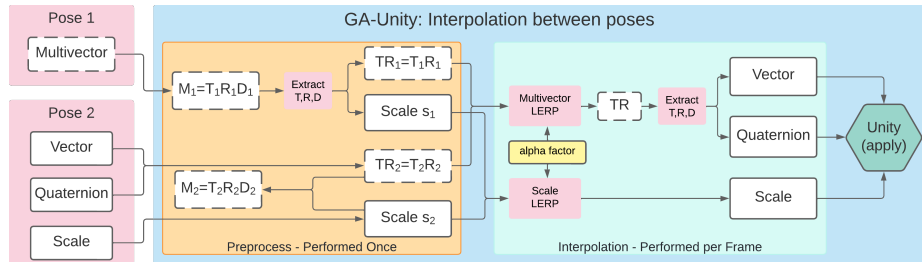 GA-Unity: Interpolation between poses
Pose 1
Multivector
Pose 2
Vector
Quaternion
Scale
M₁=T₁R₁D₁
Extract
T,R,D
TR₁=T₁R₁
Scale s₁
TR₂=T₂R₂
M₂=T₂R₂D₂
Scale s₂
Preprocess - Performed Once
Multivector
LERP
alpha factor
Scale
LERP
TR
Extract
T,R,D
Vector
Quaternion
Scale
Interpolation - Performed per Frame
Unity
(apply)